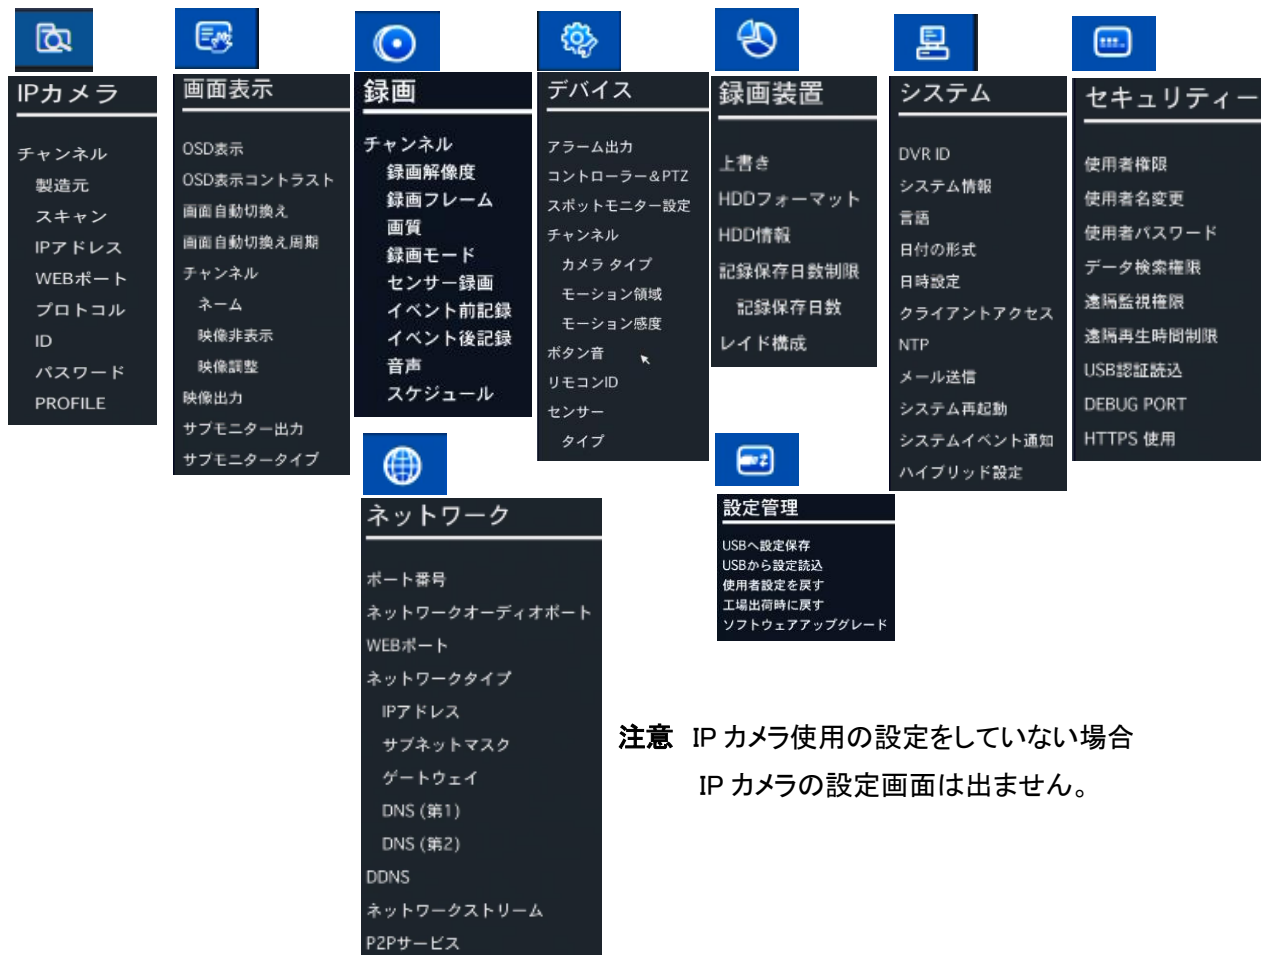 IPカメラ
チャンネル
製造元
スキャン
IPアドレス
WEBポート
プロトコル
ID
パスワード
PROFILE
画面表示
OSD表示
OSD表示コントラスト
画面自動切換え
画面自動切換え周期
チャンネル
ネーム
映像非表示
映像調整
映像出力
サブモニター出力
サブモニタータイプ
録画
チャンネル
録画解像度
録画フレーム
画質
録画モード
センサー録画
イベント前記録
イベント後記録
音声
スケジュール
デバイス
アラーム出力
コントローラー&PTZ
スポットモニター設定
チャンネル
カメラ タイプ
モーション領域
モーション感度
ボタン音
リモコンID
センサー
タイプ
録画装置
上書き
HDDフォーマット
HDD情報
記録保存日数制限
記録保存日数
レイド構成
システム
DVR ID
システム情報
言語
日付の形式
日時設定
クライアントアクセス
NTP
メール送信
システム再起動
システムイベント通知
ハイブリッド設定
セキュリティー
使用者権限
使用者名変更
使用者パスワード
データ検索権限
遠隔監視権限
遠隔再生時間制限
USB認証読込
DEBUG PORT
HTTPS 使用
ネットワーク
ポート番号
ネットワークオーディオポート
WEBポート
ネットワークタイプ
IPアドレス
サブネットマスク
ゲートウェイ
DNS (第1)
DNS (第2)
DDNS
ネットワークストリーム
P2Pサービス
設定管理
USBへ設定保存
USBから設定読込
使用者設定を戻す
工場出荷時に戻す
ソフトウェアアップグレード
注意 IP カメラ使用の設定をしていない場合
IP カメラの設定画面は出ません。